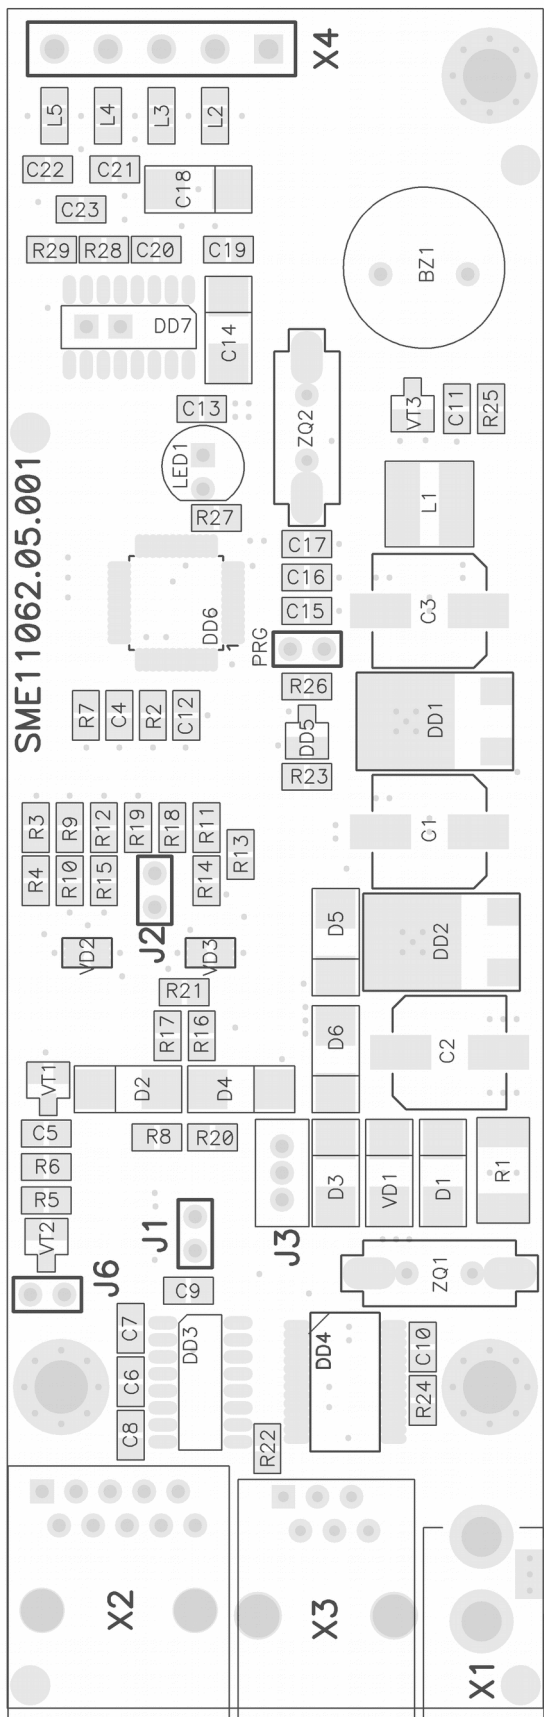 X4
L5 L4 L3 L2
C22 C21
C18
C23
R29 R28 C20 C19
BZ1
DD7
C14
C13
VT3 C11 R25
ZQ2
LED1
L1
R27
SME11062.05.001
C17
C16
C15
C3
DD6
1
PRG
R26
R7 C4 R2 C12
DD5
DD1
R23
R3 R9 R12 R19 R18 R11
R13
C1
R4 R10 R15 R14
J2
D5
DD2
VD2 VD3
R21
R17 R16
D6
C2
VT1
D2 D4
C5
R8 R20
R6
R5
J3
D3 VD1 D1
R1
VT2
J1
J6
C9
ZQ1
C7
DD3
DD4
C10
C6
R24
C8
R22
X2
X3
X1